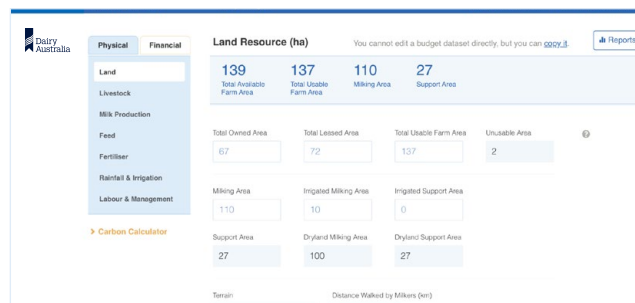 Dairy
Australia
Physical
Financial
Land
Livestock
Milk Production
Feed
Fertiliser
Rainfall & Irrigation
Labour & Management
> Carbon Calculator
Land Resource (ha)
You cannot edit a budget dataset directly, but you can copy it.
Reports
139
Total Available
Farm Area
137
Total Usable
Farm Area
110
Milking Area
27
Support Area
Total Owned Area
Total Leased Area
Total Usable Farm Area
Unusable Area
?
67
72
137
2
Milking Area
Irrigated Milking Area
Irrigated Support Area
110
10
0
Support Area
Dryland Milking Area
Dryland Support Area
27
100
27
Terrain
Distance Walked by Milkers (km)